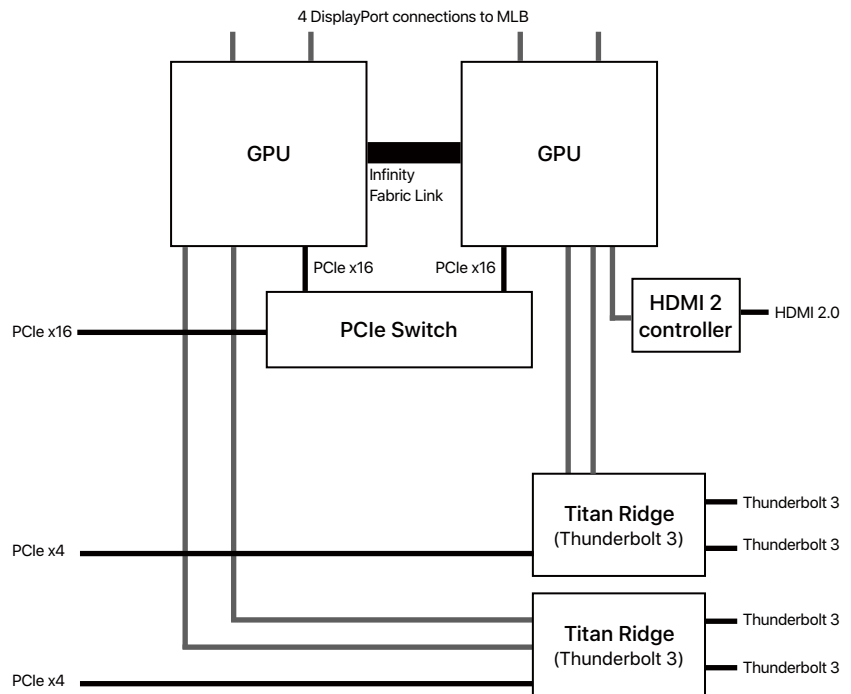 4 DisplayPort connections to MLB
GPU
GPU
Infinity
Fabric Link
PCIe x16
PCIe x16
HDMI 2
controller
HDMI 2.0
PCIe x16
PCIe Switch
Titan Ridge
(Thunderbolt 3)
Thunderbolt 3
Thunderbolt 3
PCIe x4
Titan Ridge
(Thunderbolt 3)
Thunderbolt 3
Thunderbolt 3
PCIe x4